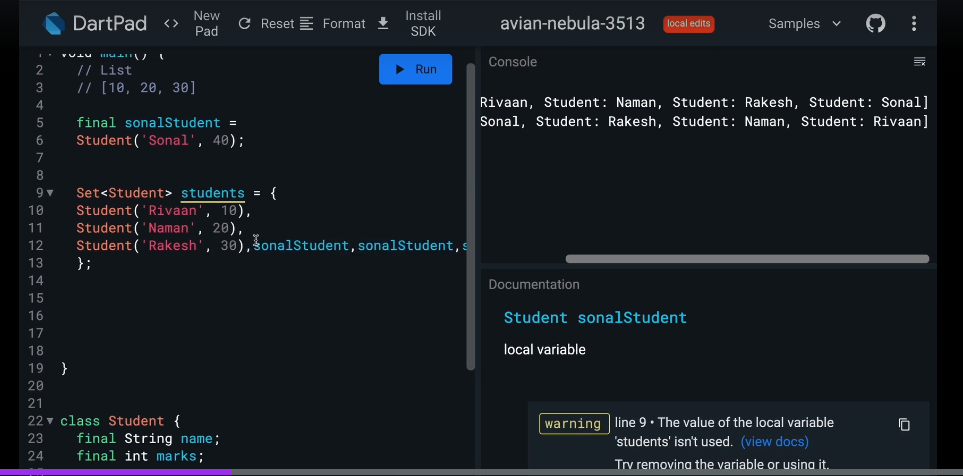 DartPad
<> New Pad
Reset
Format
Install SDK
avian-nebula-3513
local edits
Samples
Run
1 void main() {
2 // List
3 // [10, 20, 30]
4
5 final sonalStudent =
6 Student('Sonal', 40);
7
8
9 Set<Student> students = {
10 Student('Rivaan', 10),
11 Student('Naman', 20),
12 Student('Rakesh', 30),sonalStudent,sonalStudent,s
13 };
14
15
16
17
18
19 }
20
21
22 class Student {
23 final String name;
24 final int marks;
Console
Rivaan, Student: Naman, Student: Rakesh, Student: Sonal]
Sonal, Student: Rakesh, Student: Naman, Student: Rivaan]
Documentation
Student sonalStudent
local variable
warning line 9 • The value of the local variable
'students' isn't used. (view docs)
Try removing the variable or using it.